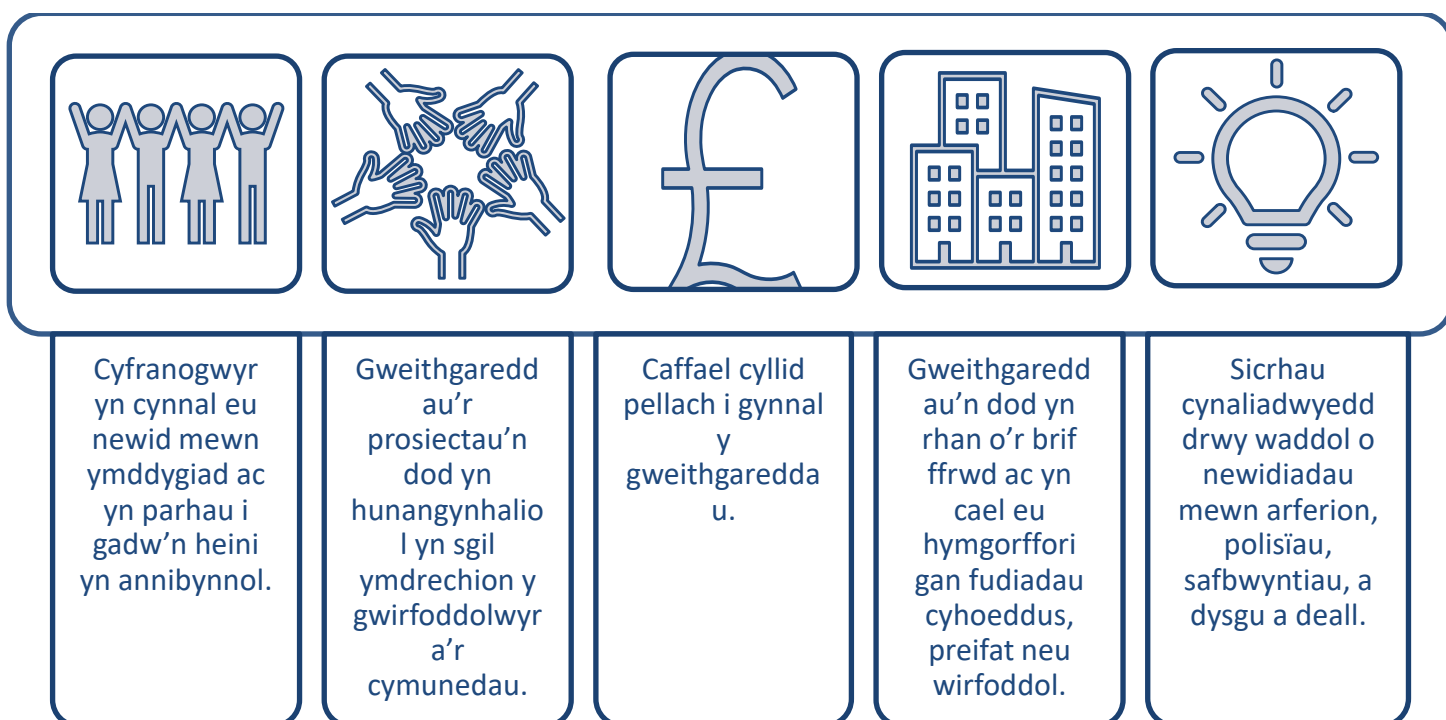 Cyfranogwyr
yn cynnal eu
newid mewn
ymddygiad ac
yn parhau i
gadw’n heini
yn annibynnol.
Gweithgaredd
au’r
prosiectau’n
dod yn
hunangynhalio
l yn sgil
ymdrechion y
gwirfoddolwyr
a’r
cymunedau.
Caffael cyllid
pellach i gynnal
y
gweithgaredda
u.
Gweithgaredd
au’n dod yn
rhan o’r brif
ffrwd ac yn
cael eu
hymgorffori
gan fudiadau
cyhoeddus,
preifat neu
wirfoddol.
Sicrhau
cynaliadwyedd
drwy waddol o
newidiadau
mewn arferion,
polisïau,
safbwyntiau, a
dysgu a deall.